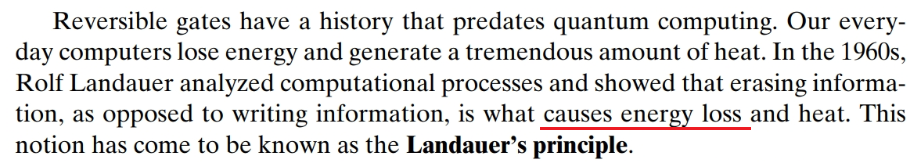 Reversible gates have a history that predates quantum computing. Our every-
day computers lose energy and generate a tremendous amount of heat. In the 1960s,
Rolf Landauer analyzed computational processes and showed that erasing informa-
tion, as opposed to writing information, is what causes energy loss and heat. This
notion has come to be known as the Landauer’s principle.